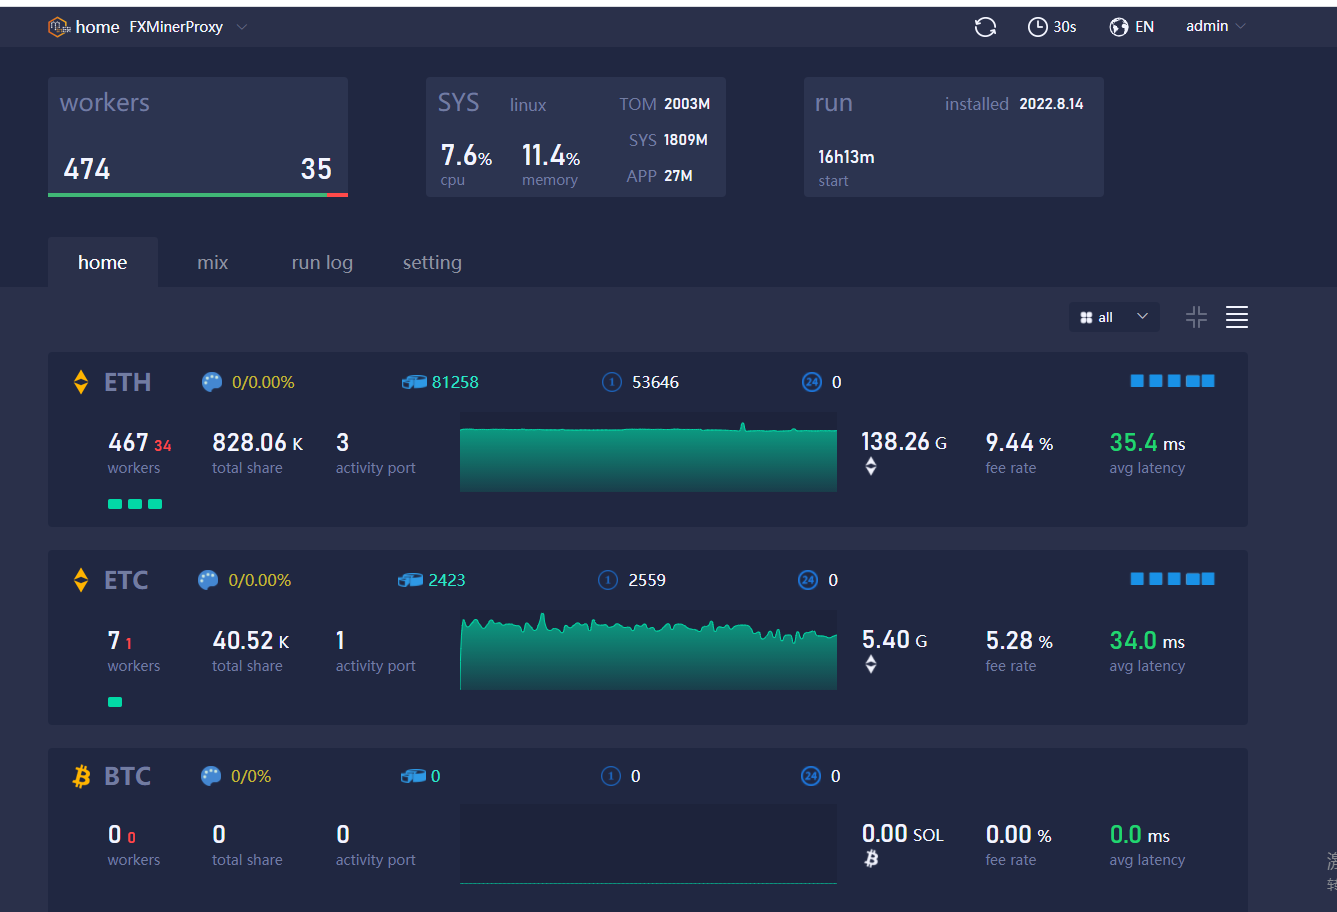 home FXMinerProxy 30s EN admin
workers
474 35
SYS linux TOM 2003M
SYS 1809M
7.6% 11.4%
cpu memory APP 27M
run installed 2022.8.14
16h13m
start
home mix run log setting
all
ETH 0/0.00% 81258 1 53646 24 0
467 34 828.06 K 3 138.26 G 9.44 % 35.4 ms
workers total share activity port fee rate avg latency
ETC 0/0.00% 2423 1 2559 24 0
7 1 40.52 K 1 5.40 G 5.28 % 34.0 ms
workers total share activity port fee rate avg latency
BTC 0/0% 0 1 0 24 0
0 0 0 0 0.00 SOL 0.00 % 0.0 ms
workers total share activity port fee rate avg latency